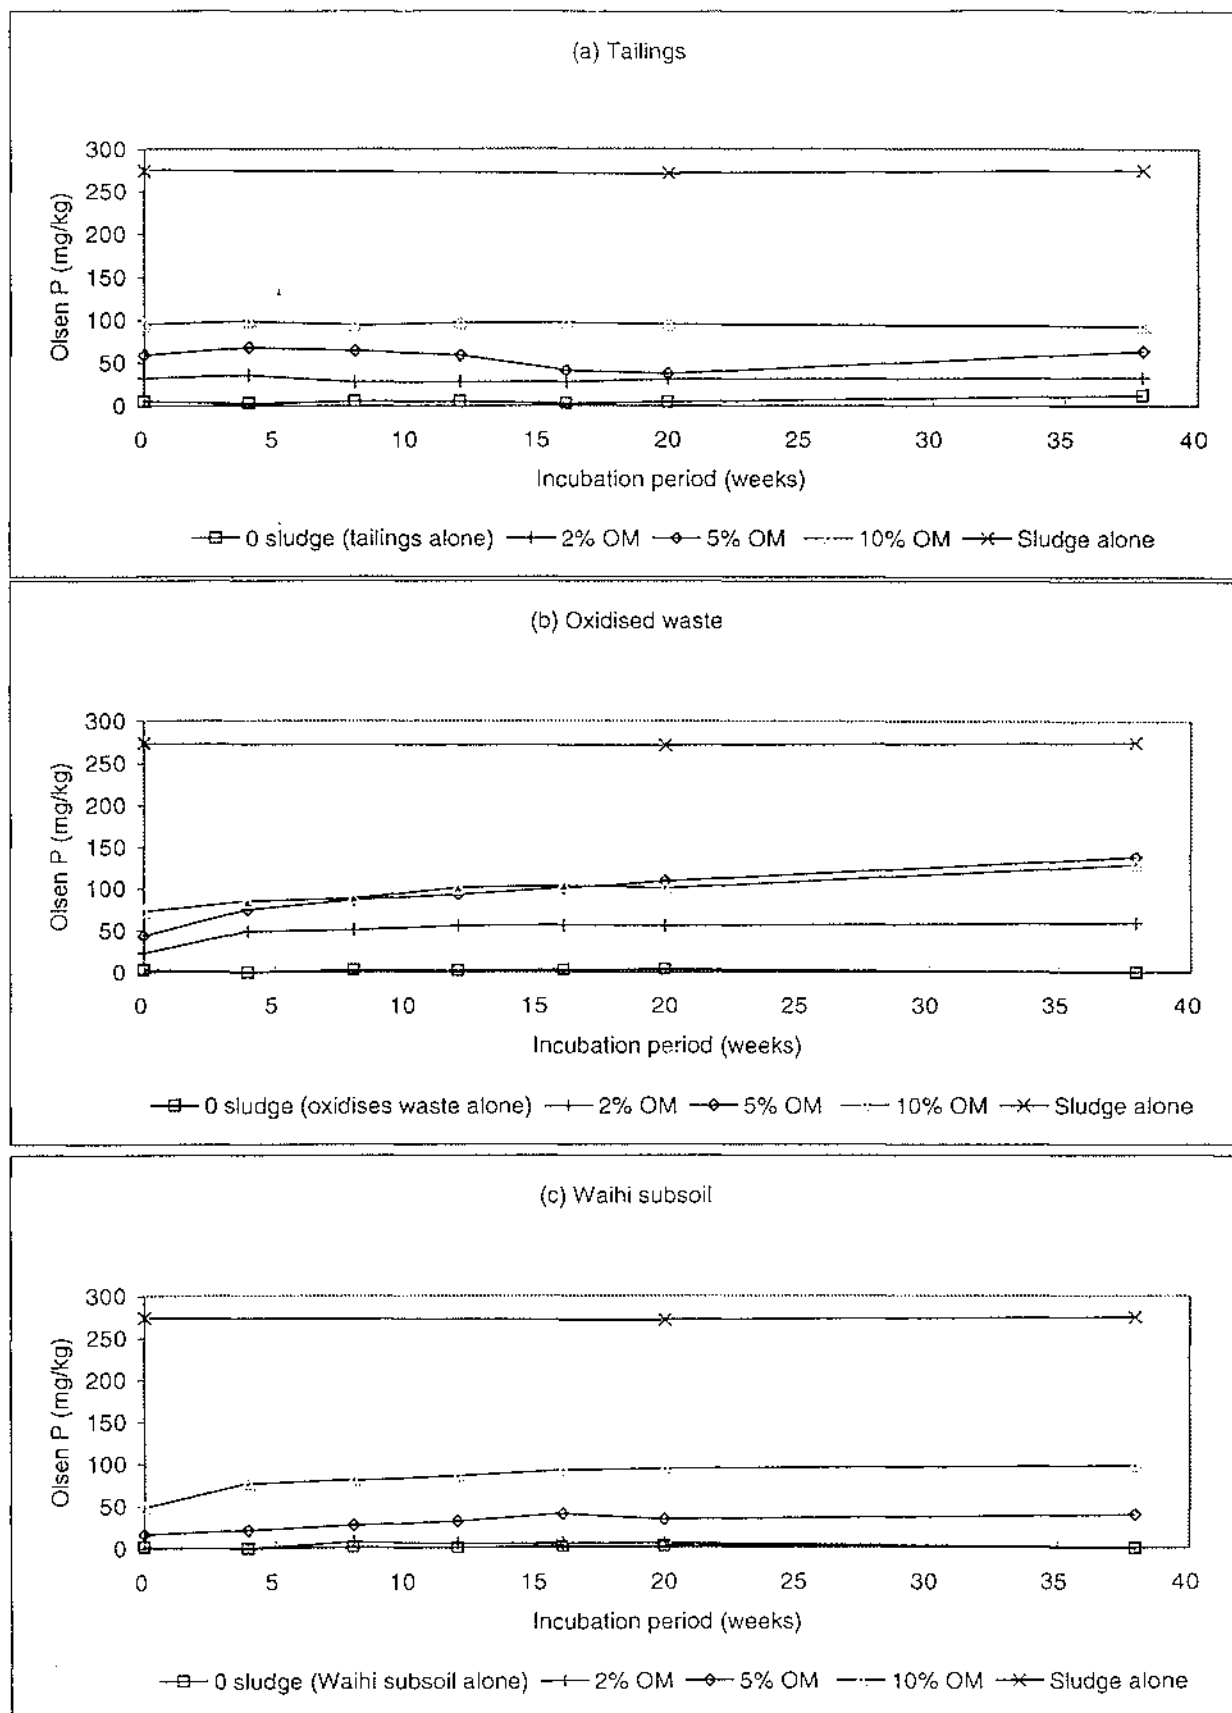 (a) Tailings
300
250
200
150
100
50
0
Olsen P (mg/kg)
0 5 10 15 20 25 30 35 40
Incubation period (weeks)
0 sludge (tailings alone) 2% OM 5% OM 10% OM Sludge alone
(b) Oxidised waste
300
250
200
150
100
50
0
Olsen P (mg/kg)
0 5 10 15 20 25 30 35 40
Incubation period (weeks)
0 sludge (oxidises waste alone) 2% OM 5% OM 10% OM Sludge alone
(c) Waihi subsoil
300
250
200
150
100
50
0
Olsen P (mg/kg)
0 5 10 15 20 25 30 35 40
Incubation period (weeks)
0 sludge (Waihi subsoil alone) 2% OM 5% OM 10% OM Sludge alone